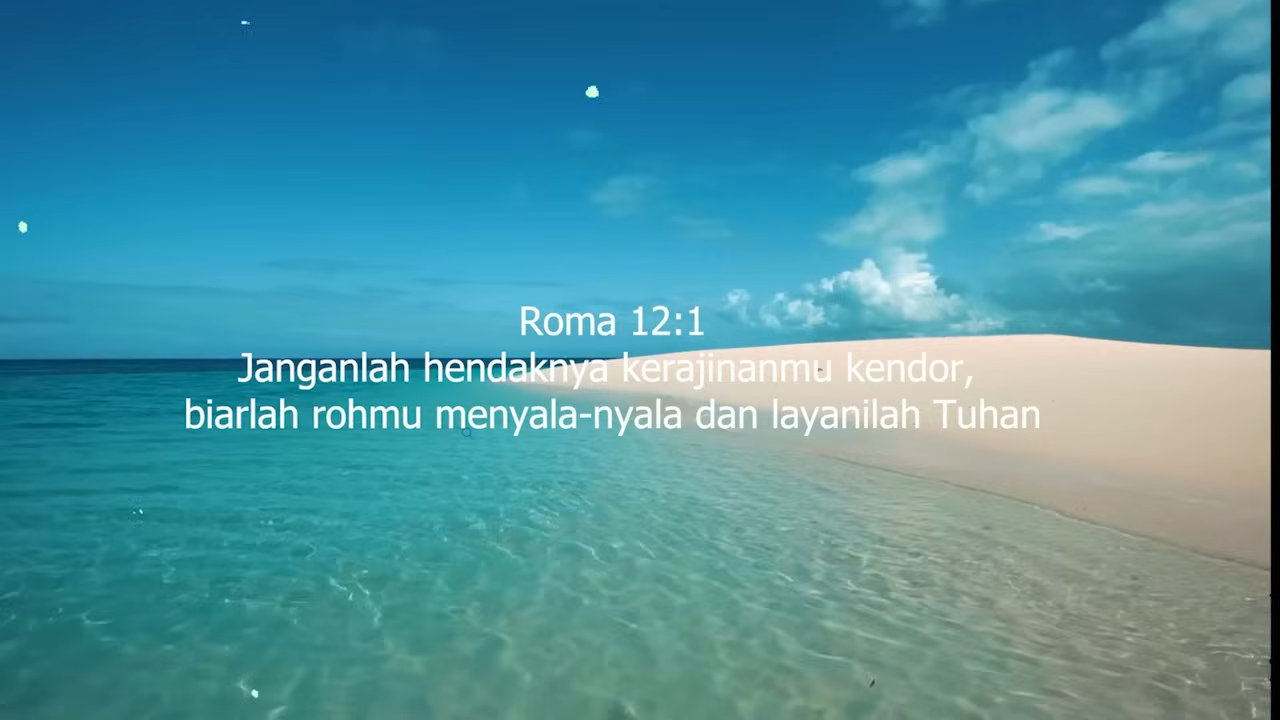 Roma 12:1
Janganlah hendaknya kerajinanmu kendor,
biarlah rohmu menyala-nyala dan layanilah Tuhan